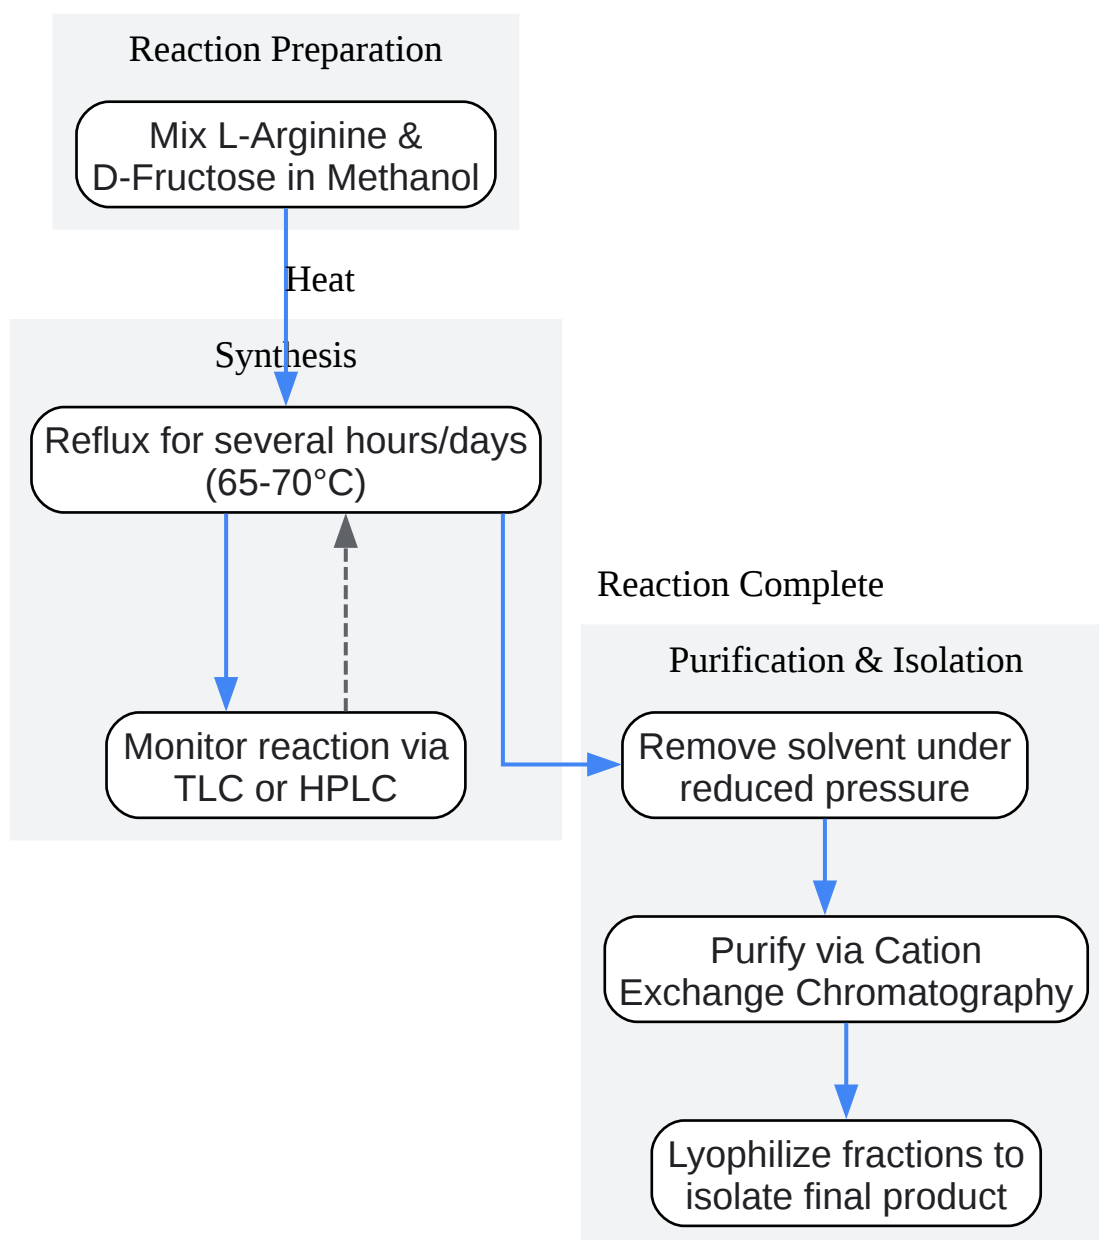 Reaction Preparation
Mix L-Arginine &
D-Fructose in Methanol
Heat
Synthesis
Reflux for several hours/days
(65-70°C)
Monitor reaction via
TLC or HPLC
Reaction Complete
Purification & Isolation
Remove solvent under
reduced pressure
Purify via Cation
Exchange Chromatography
Lyophilize fractions to
isolate final product